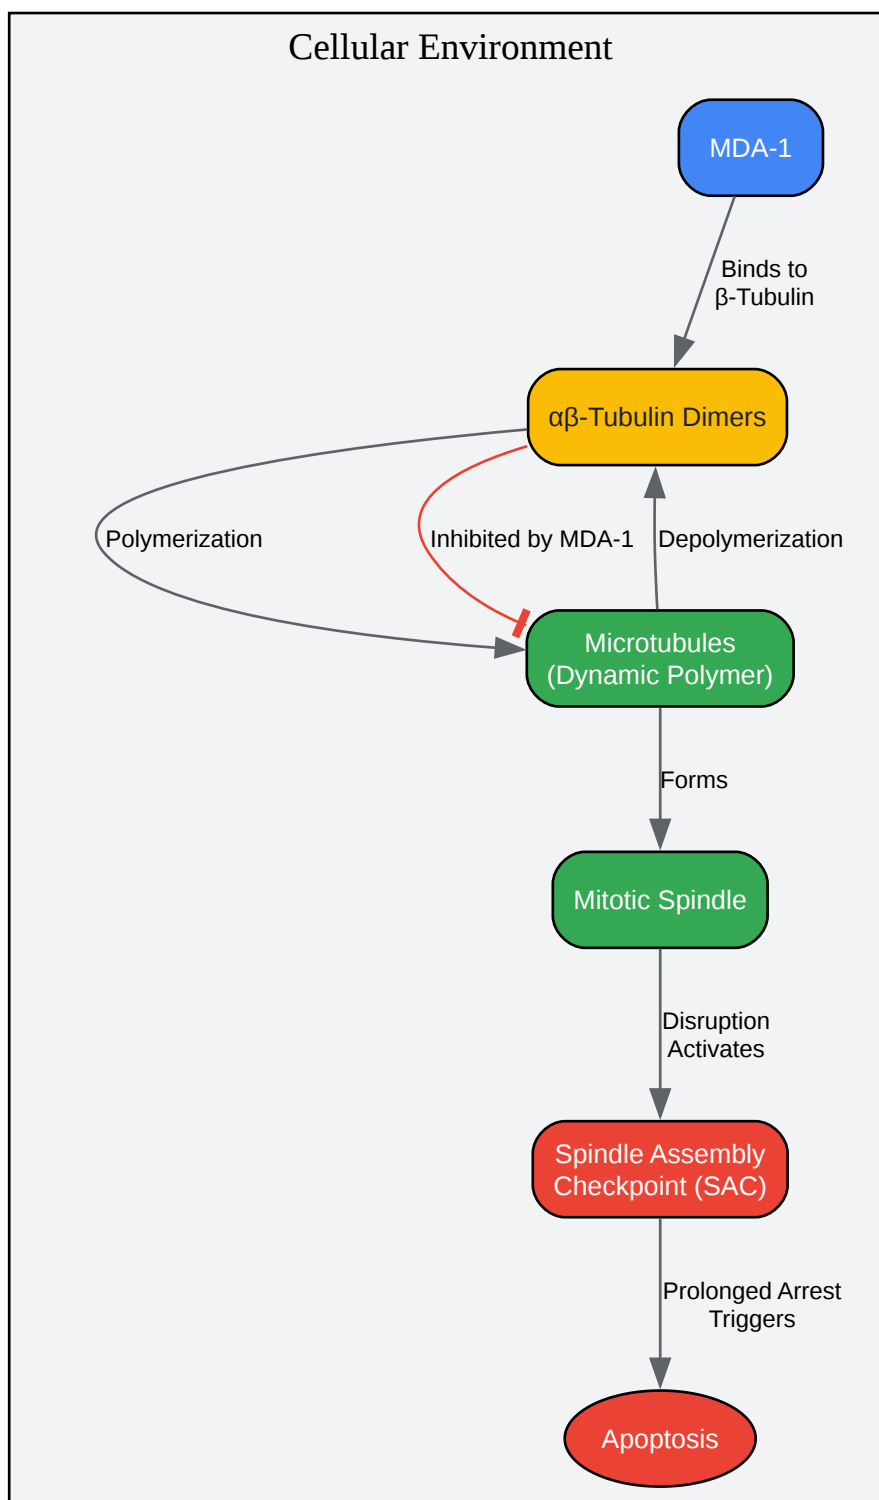 Cellular Environment
MDA-1
Binds to
β-Tubulin
αβ-Tubulin Dimers
Polymerization
Inhibited by MDA-1
Depolymerization
Microtubules
(Dynamic Polymer)
Forms
Mitotic Spindle
Disruption
Activates
Spindle Assembly
Checkpoint (SAC)
Prolonged Arrest
Triggers
Apoptosis